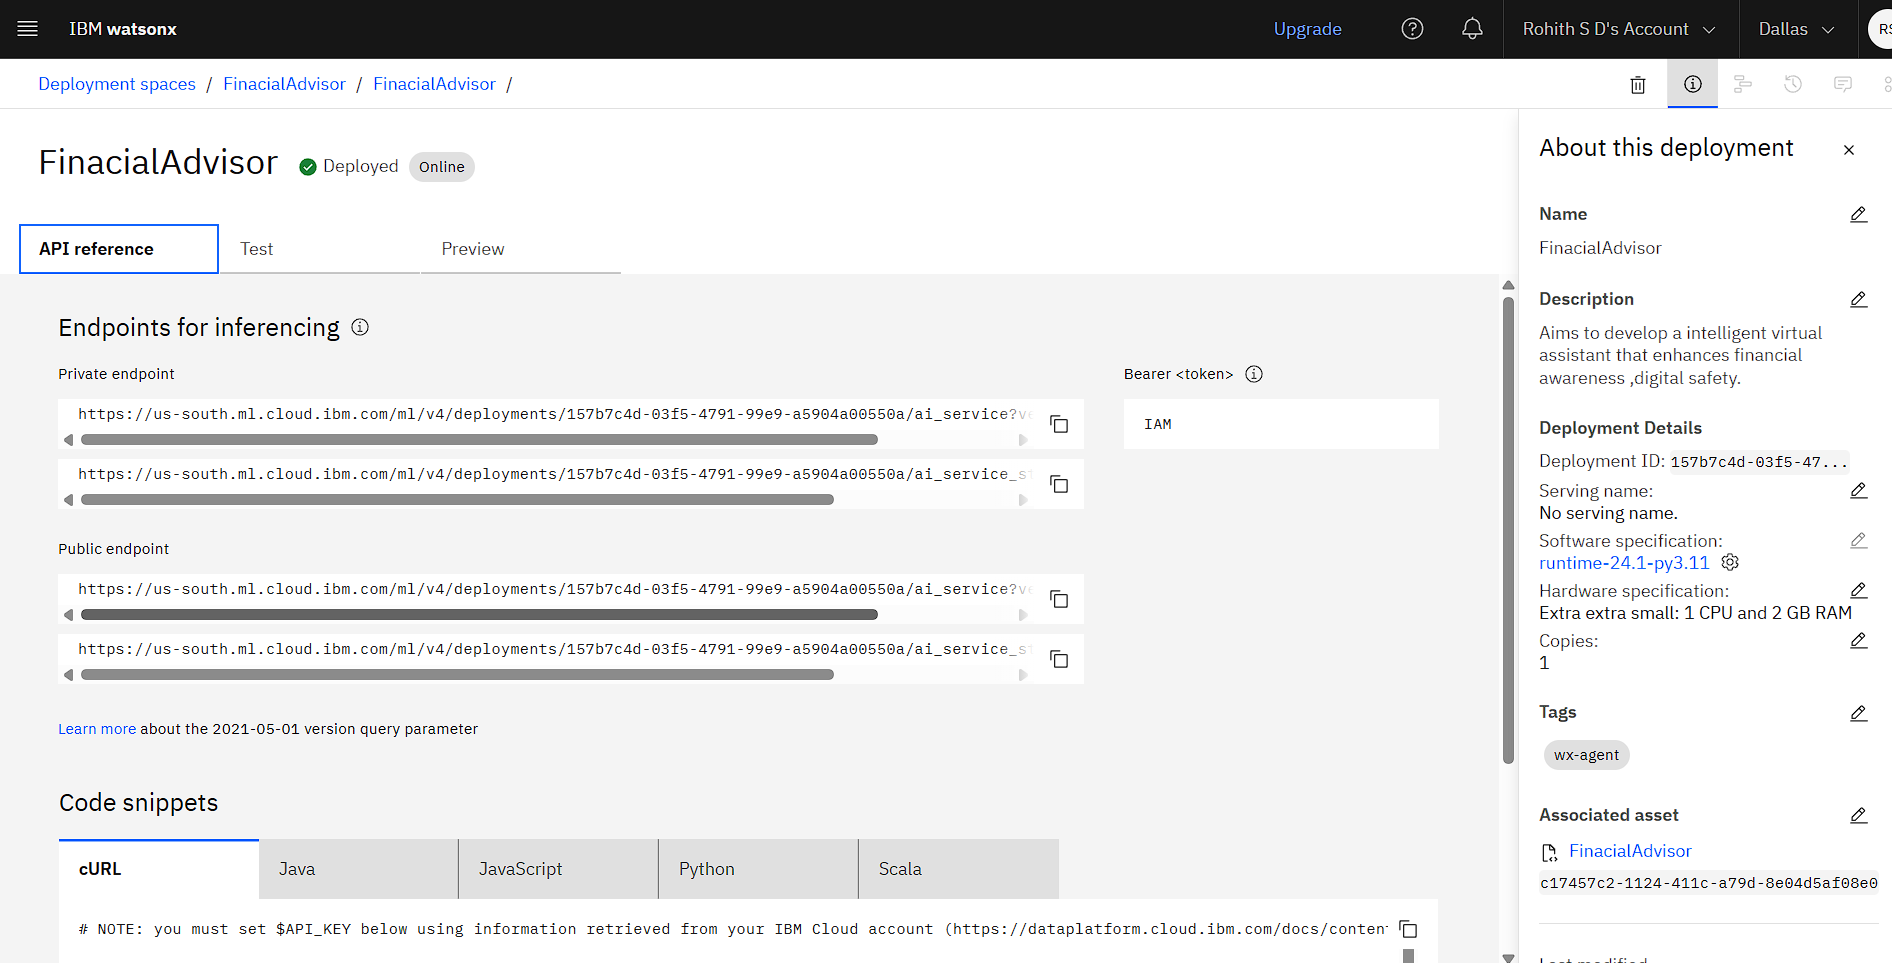 IBM watsonx
Upgrade
Rohith S D's Account
Dallas
RS
Deployment spaces / FinacialAdvisor / FinacialAdvisor /
FinacialAdvisor
Deployed
Online
API reference
Test
Preview
Endpoints for inferencing
Private endpoint
https://us-south.ml.cloud.ibm.com/ml/v4/deployments/157b7c4d-03f5-4791-99e9-a5904a00550a/ai_service?ve
https://us-south.ml.cloud.ibm.com/ml/v4/deployments/157b7c4d-03f5-4791-99e9-a5904a00550a/ai_service_st
Bearer <token>
IAM
Public endpoint
https://us-south.ml.cloud.ibm.com/ml/v4/deployments/157b7c4d-03f5-4791-99e9-a5904a00550a/ai_service?ve
https://us-south.ml.cloud.ibm.com/ml/v4/deployments/157b7c4d-03f5-4791-99e9-a5904a00550a/ai_service_st
Learn more about the 2021-05-01 version query parameter
Code snippets
cURL
Java
JavaScript
Python
Scala
# NOTE: you must set $API_KEY below using information retrieved from your IBM Cloud account (https://dataplatform.cloud.ibm.com/docs/content
About this deployment
Name
FinacialAdvisor
Description
Aims to develop a intelligent virtual
assistant that enhances financial
awareness ,digital safety.
Deployment Details
Deployment ID: 157b7c4d-03f5-47...
Serving name:
No serving name.
Software specification:
runtime-24.1-py3.11
Hardware specification:
Extra extra small: 1 CPU and 2 GB RAM
Copies:
1
Tags
wx-agent
Associated asset
FinacialAdvisor
c17457c2-1124-411c-a79d-8e04d5af08e0
Last modified